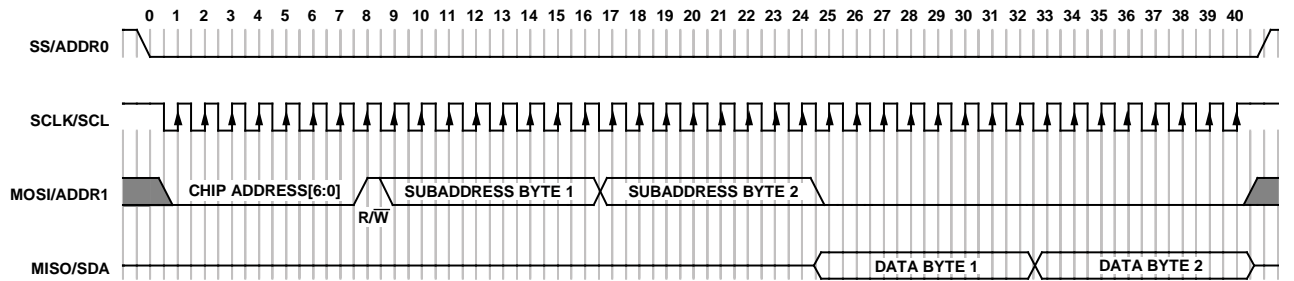 0 1 2 3 4 5 6 7 8 9 10 11 12 13 14 15 16 17 18 19 20 21 22 23 24 25 26 27 28 29 30 31 32 33 34 35 36 37 38 39 40
SS/ADDR0
SCLK/SCL
MOSI/ADDR1 CHIP ADDRESS[6:0] SUBADDRESS BYTE 1 SUBADDRESS BYTE 2
R/W̅
MISO/SDA DATA BYTE 1 DATA BYTE 2